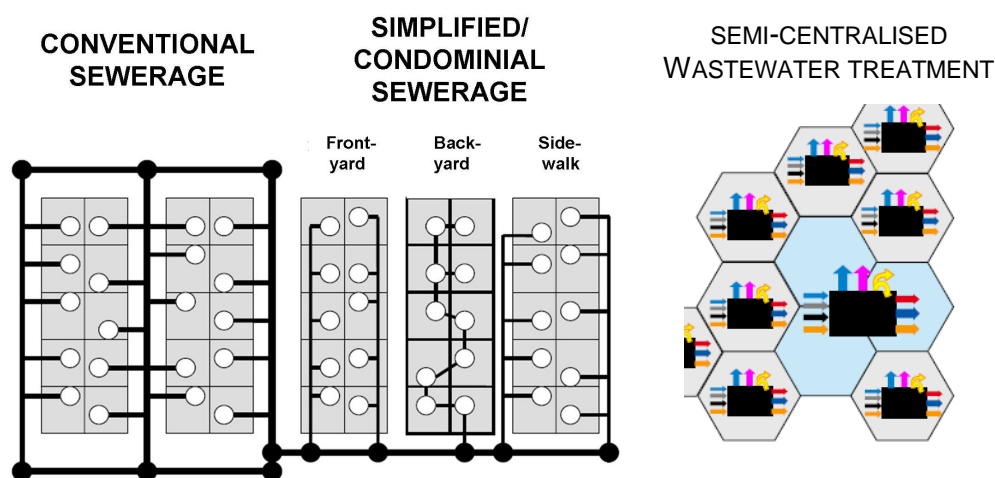 CONVENTIONAL
SEWERAGE
SIMPLIFIED/
CONDOMINIAL
SEWERAGE
SEMI-CENTRALISED
WASTEWATER TREATMENT
Front-
yard
Back-
yard
Side-
walk